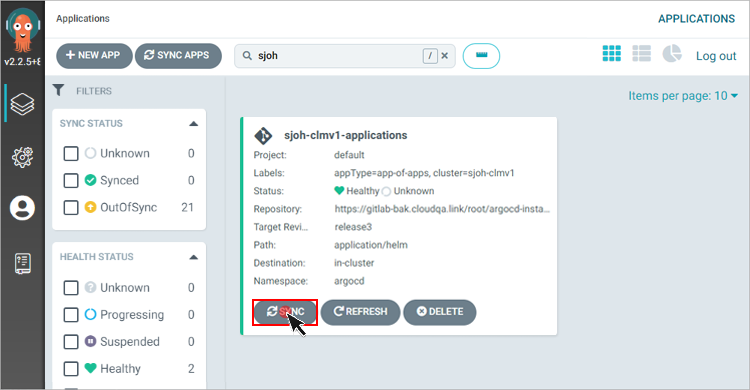 Applications
APPLICATIONS
v2.2.5+8
+ NEW APP
SYNC APPS
sjoh
/
×
Log out
FILTERS
Items per page: 10
SYNC STATUS
Unknown 0
Synced 0
OutOfSync 21
HEALTH STATUS
Unknown 0
Progressing 0
Suspended 0
Healthy 2
sjoh-clmv1-applications
Project: default
Labels: appType=app-of-apps, cluster=sjoh-clmv1
Status: Healthy Unknown
Repository: https://gitlab-bak.cloudqa.link/root/argocd-insta...
Target Revi... release3
Path: application/helm
Destination: in-cluster
Namespace: argocd
SYNC
REFRESH
DELETE